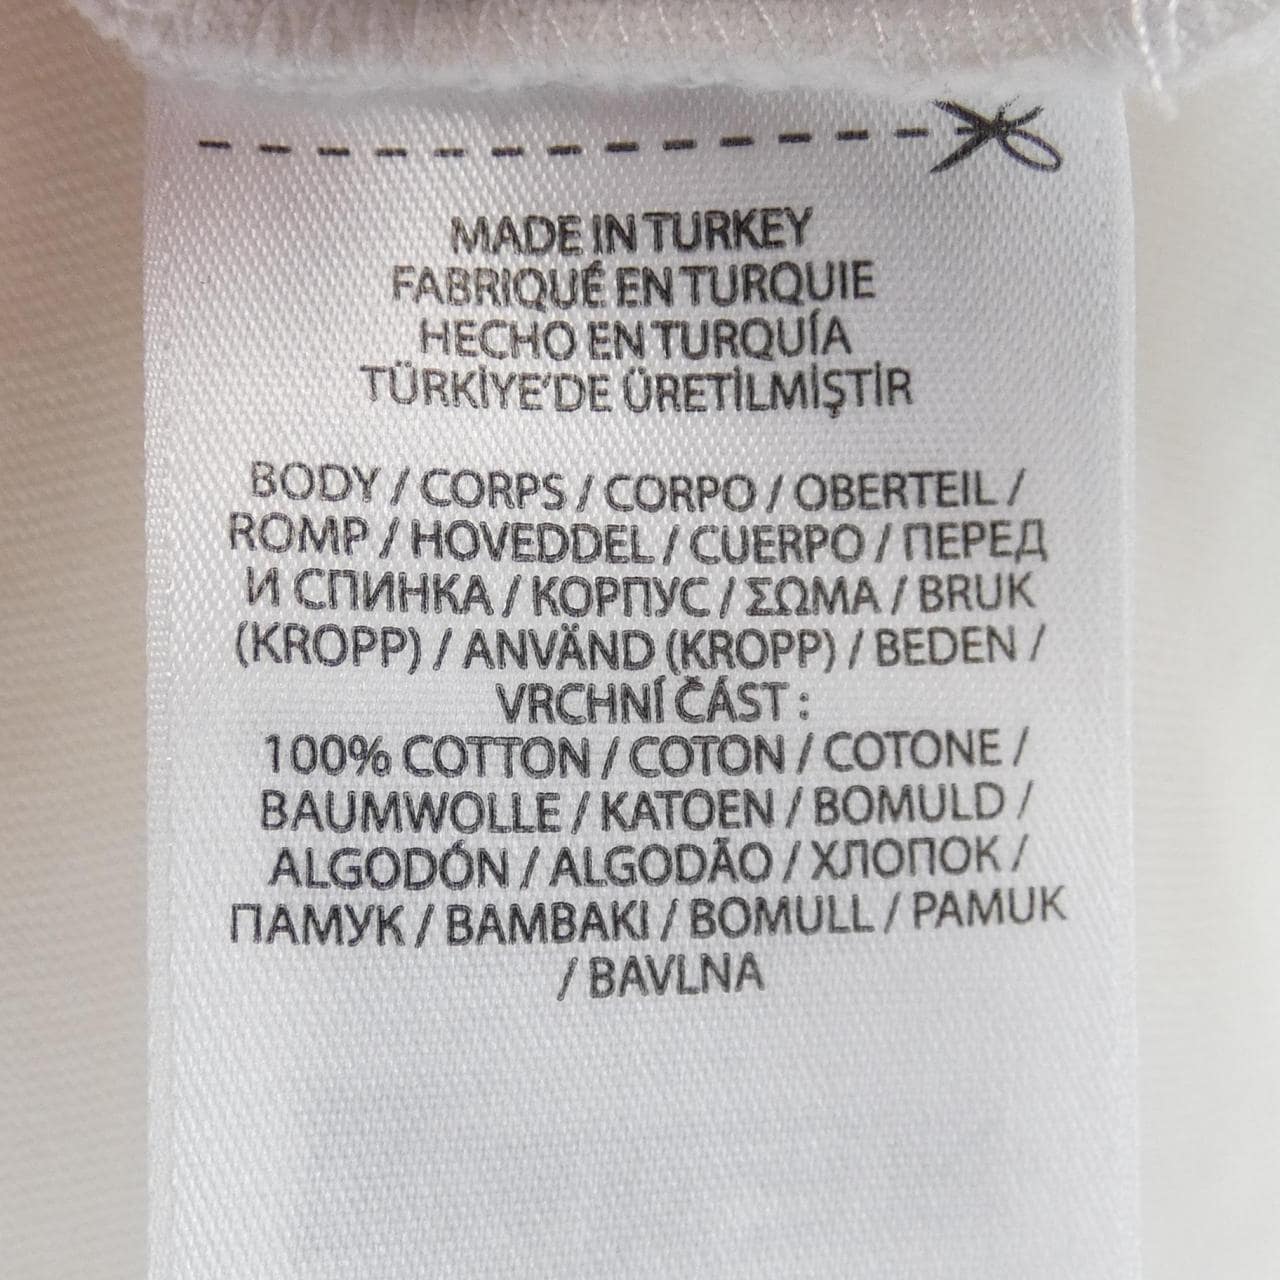 MADE IN TURKEY
FABRIQUÉ EN TURQUIE
HECHO EN TURQUÍA
TÜRKİYE'DE ÜRETİLMİŞTİR
BODY / CORPS / CORPO / OBERTEIL /
ROMP / HOVEDDEL / CUERPO / ПЕРЕД
И СПИНКА / КОРПУС / ΣΩΜΑ / BRUK
(KROPP) / ANVÄND (KROPP) / BEDEN /
VRCHNÍ ČÁST :
100% COTTON / COTON / COTONE /
BAUMWOLLE / KATOEN / BOMULD /
ALGODÓN / ALGODÃO / ХЛОПОК /
ПАМУК / BAMBAKI / BOMULL / PAMUK
/ BAVLNA